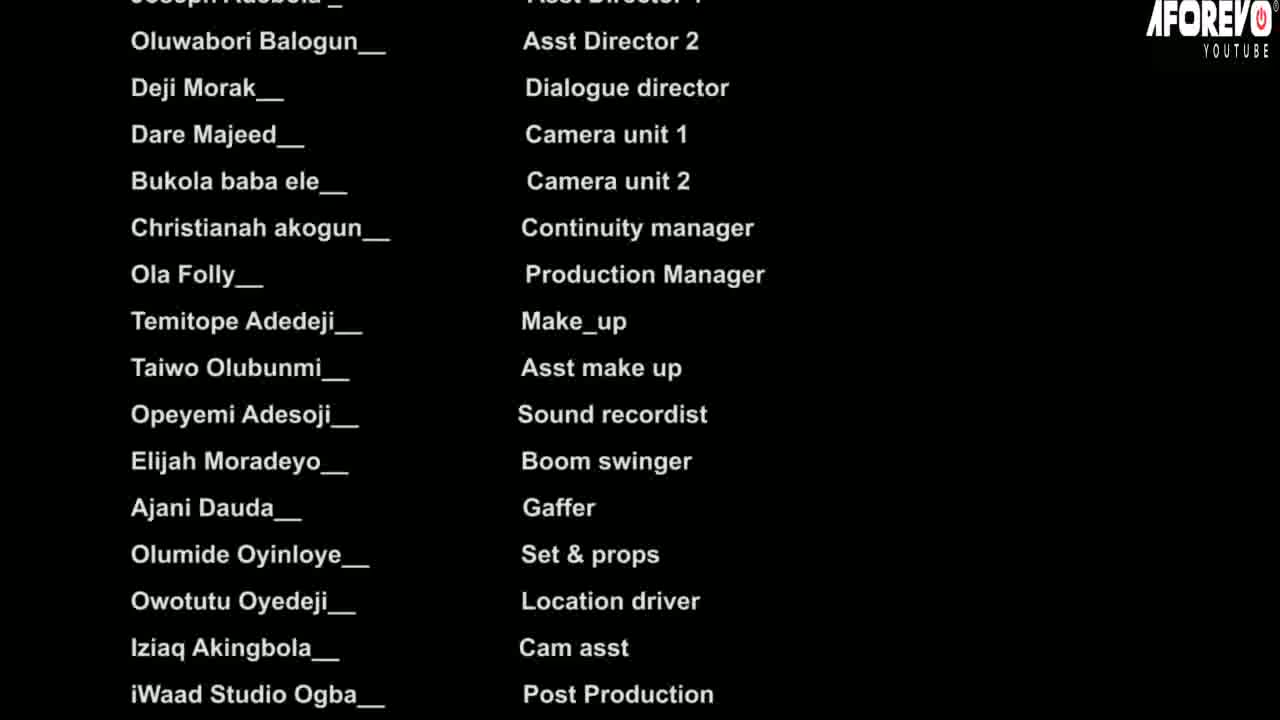 Asst Director 1
Oluwabori Balogun__ Asst Director 2
Deji Morak__ Dialogue director
Dare Majeed__ Camera unit 1
Bukola baba ele__ Camera unit 2
Christianah akogun__ Continuity manager
Ola Folly__ Production Manager
Temitope Adedeji__ Make_up
Taiwo Olubunmi__ Asst make up
Opeyemi Adesoji__ Sound recordist
Elijah Moradeyo__ Boom swinger
Ajani Dauda__ Gaffer
Olumide Oyinloye__ Set & props
Owotutu Oyedeji__ Location driver
Iziaq Akingbola__ Cam asst
iWaad Studio Ogba__ Post Production
AFOREVO®
YOUTUBE